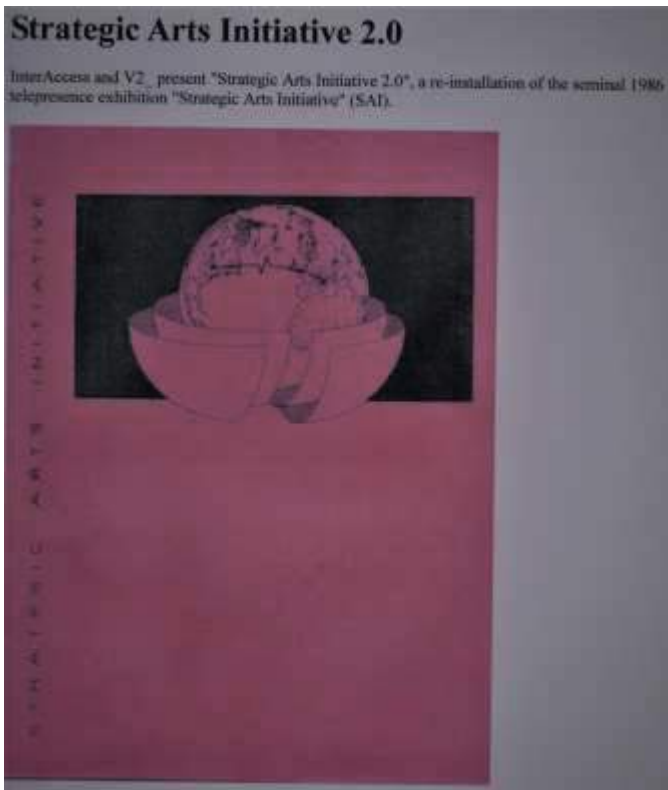 Strategic Arts Initiative 2.0
InterAccess and V2_ present "Strategic Arts Initiative 2.0", a re-installation of the seminal 1986
telepresence exhibition "Strategic Arts Initiative" (SAI).
STRATEGIC ARTS INITIATIVE